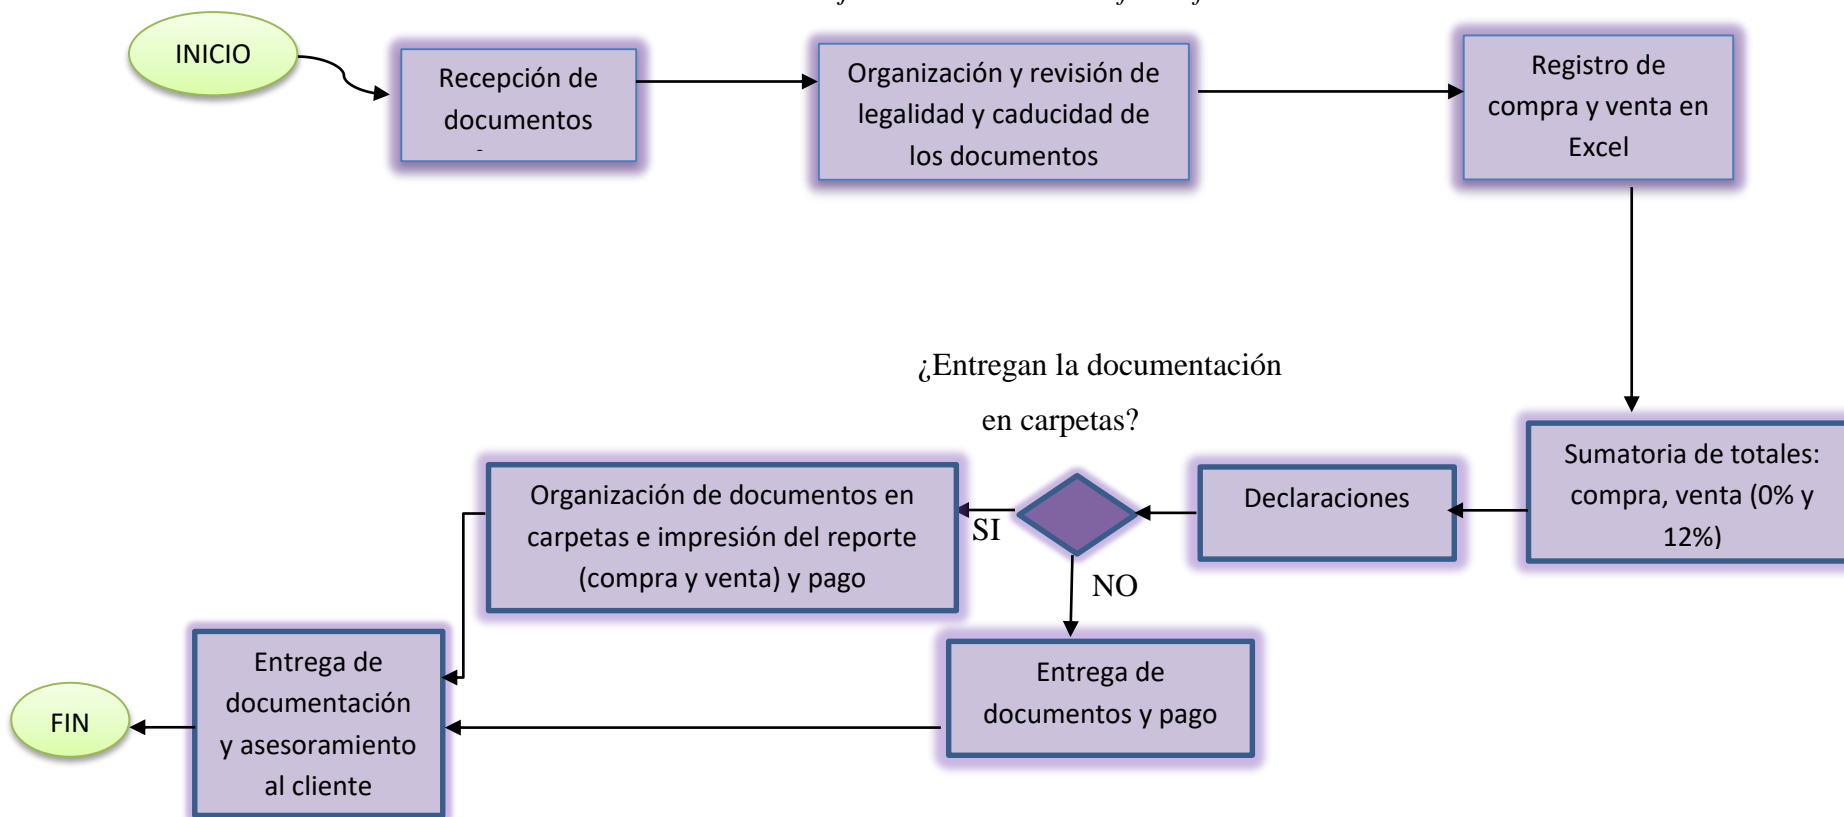 INICIO
Recepción de
documentos
Organización y revisión de
legalidad y caducidad de
los documentos
Registro de
compra y venta en
Excel
¿Entregan la documentación
en carpetas?
Sumatoria de totales:
compra, venta (0% y
12%)
Declaraciones
SI
NO
Organización de documentos en
carpetas e impresión del reporte
(compra y venta) y pago
Entrega de
documentos y pago
Entrega de
documentación
y asesoramiento
al cliente
FIN